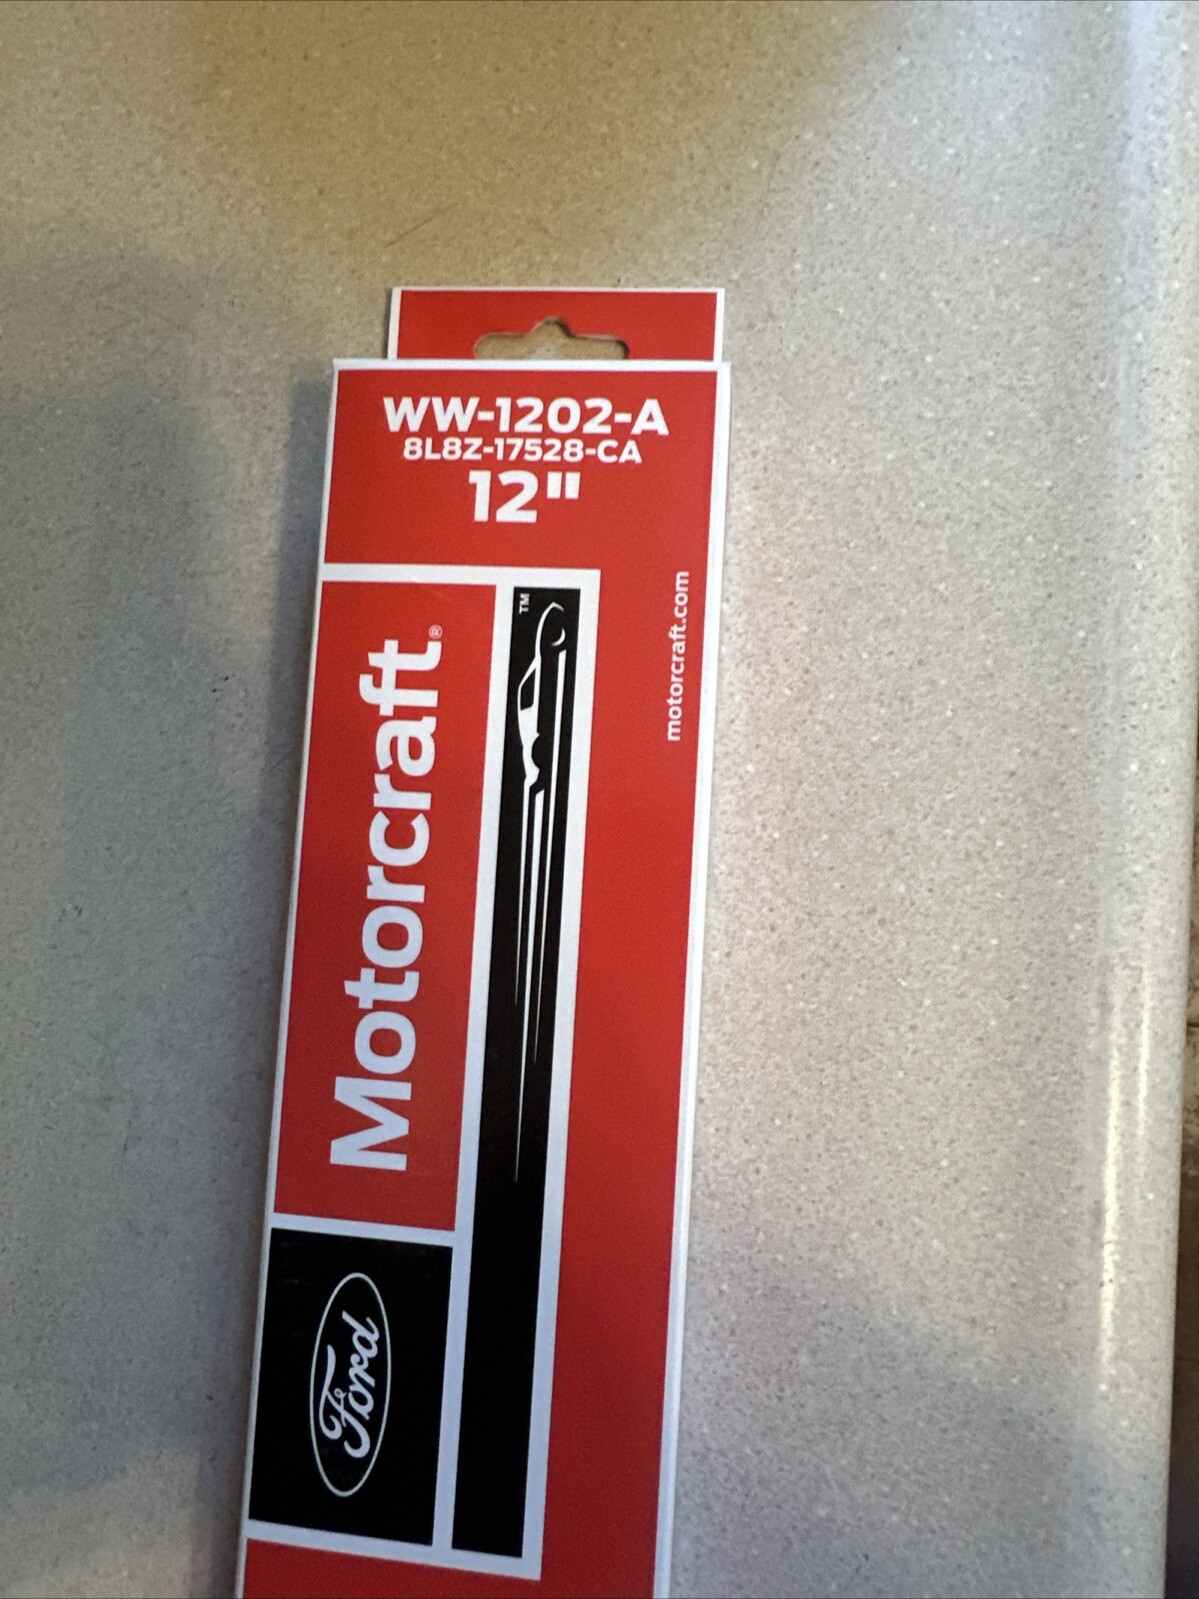 WW-1202-A
8L8Z-17528-CA
12"
Motorcraft®
TM
motorcraft.com
Ford